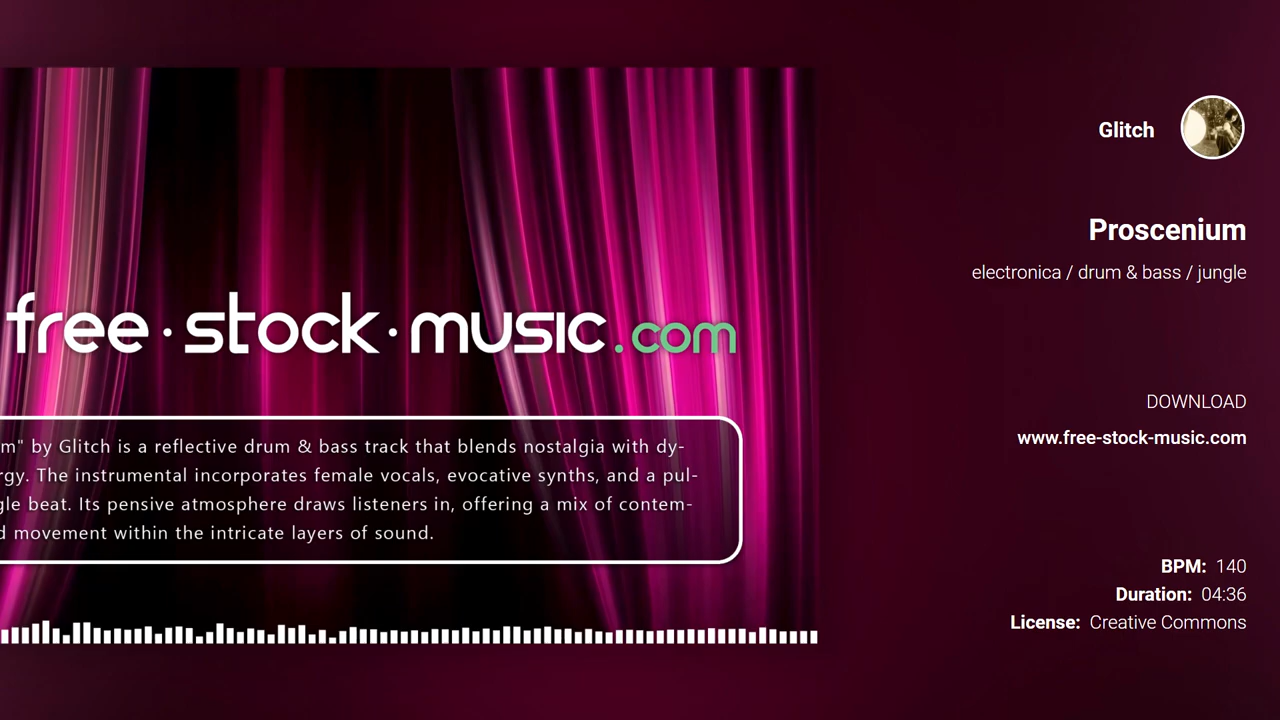 Glitch
Proscenium
electronica / drum & bass / jungle
free·stock·music.com
DOWNLOAD
www.free-stock-music.com
m" by Glitch is a reflective drum & bass track that blends nostalgia with dy-
rgy. The instrumental incorporates female vocals, evocative synths, and a pul-
gle beat. Its pensive atmosphere draws listeners in, offering a mix of contem-
d movement within the intricate layers of sound.
BPM: 140
Duration: 04:36
License: Creative Commons